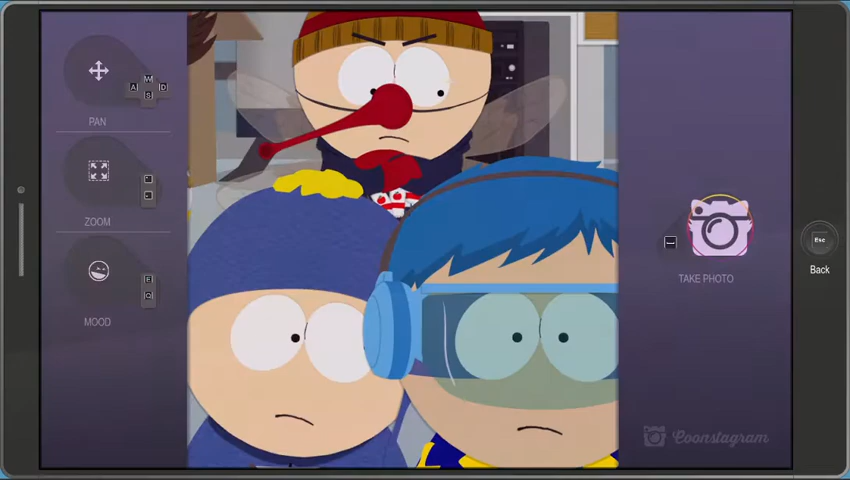 W
A
D
S
PAN
ZOOM
E
Q
MOOD
TAKE PHOTO
Esc
Back
Coonstagram